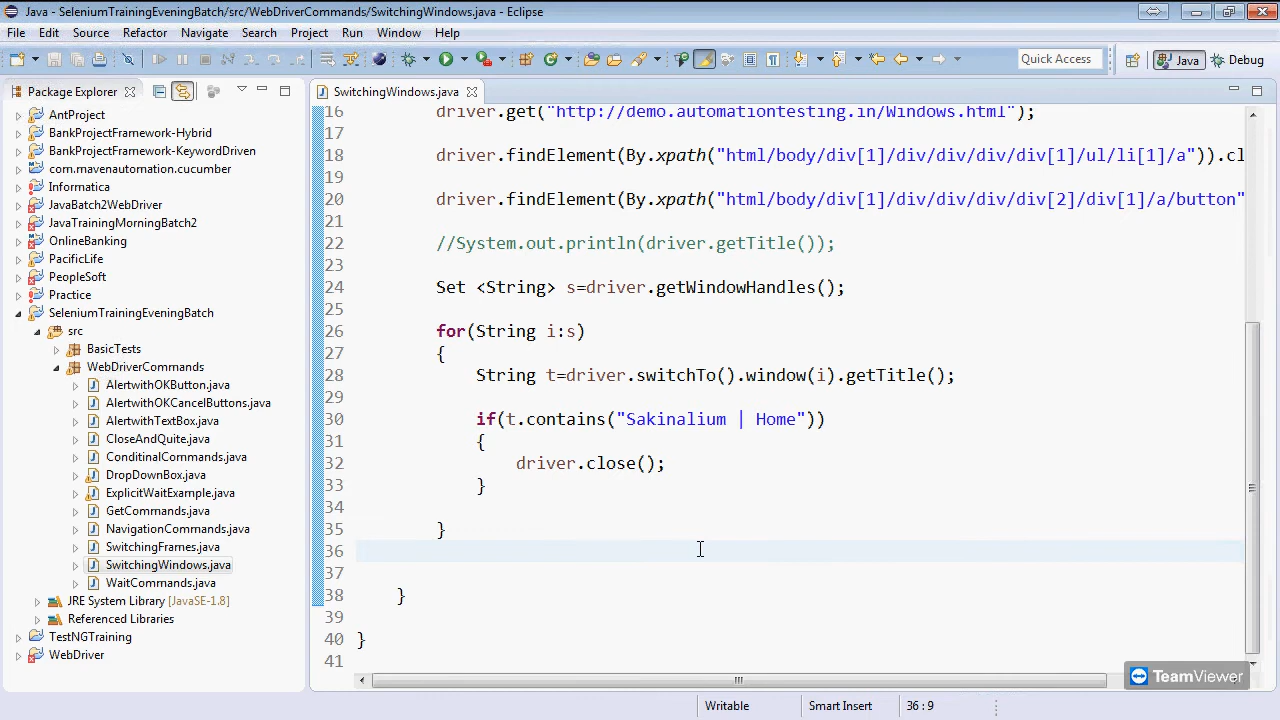 Java - SeleniumTrainingEveningBatch/src/WebDriverCommands/SwitchingWindows.java - Eclipse
File Edit Source Refactor Navigate Search Project Run Window Help
Quick Access Java Debug
Package Explorer
AntProject
BankProjectFramework-Hybrid
BankProjectFramework-KeywordDriven
com.mavenautomation.cucumber
Informatica
JavaBatch2WebDriver
JavaTrainingMorningBatch2
OnlineBanking
PacificLife
PeopleSoft
Practice
SeleniumTrainingEveningBatch
src
BasicTests
WebDriverCommands
AlertwithOKButton.java
AlertwithOKCancelButtons.java
AlertwithTextBox.java
CloseAndQuite.java
ConditinalCommands.java
DropDownBox.java
ExplicitWaitExample.java
GetCommands.java
NavigationCommands.java
SwitchingFrames.java
SwitchingWindows.java
WaitCommands.java
JRE System Library [JavaSE-1.8]
Referenced Libraries
TestNGTraining
WebDriver
SwitchingWindows.java
16 driver.get("http://demo.automationtesting.in/Windows.html");
17
18 driver.findElement(By.xpath("html/body/div[1]/div/div/div/div[1]/ul/li[1]/a")).cl
19
20 driver.findElement(By.xpath("html/body/div[1]/div/div/div/div[2]/div[1]/a/button"
21
22 //System.out.println(driver.getTitle());
23
24 Set <String> s=driver.getWindowHandles();
25
26 for(String i:s)
27 {
28 String t=driver.switchTo().window(i).getTitle();
29
30 if(t.contains("Sakinalium | Home"))
31 {
32 driver.close();
33 }
34
35 }
36
37
38 }
39
40 }
41
TeamViewer
Writable Smart Insert 36 : 9